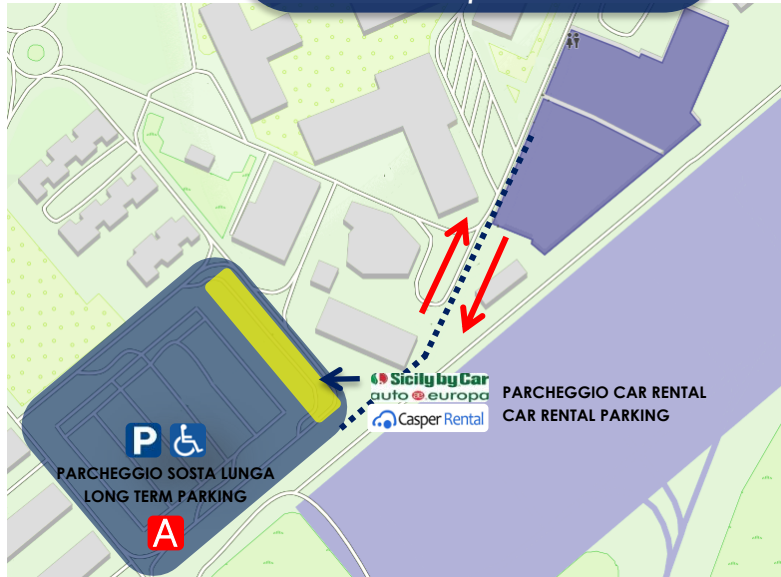 Sicily by Car
auto europa
Casper Rental
PARCHEGGIO CAR RENTAL
CAR RENTAL PARKING
P
PARCHEGGIO SOSTA LUNGA
LONG TERM PARKING
A